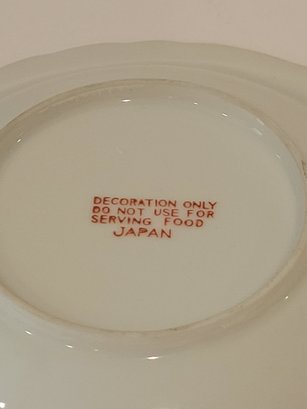 DECORATION ONLY
DO NOT USE FOR
SERVING FOOD
JAPAN